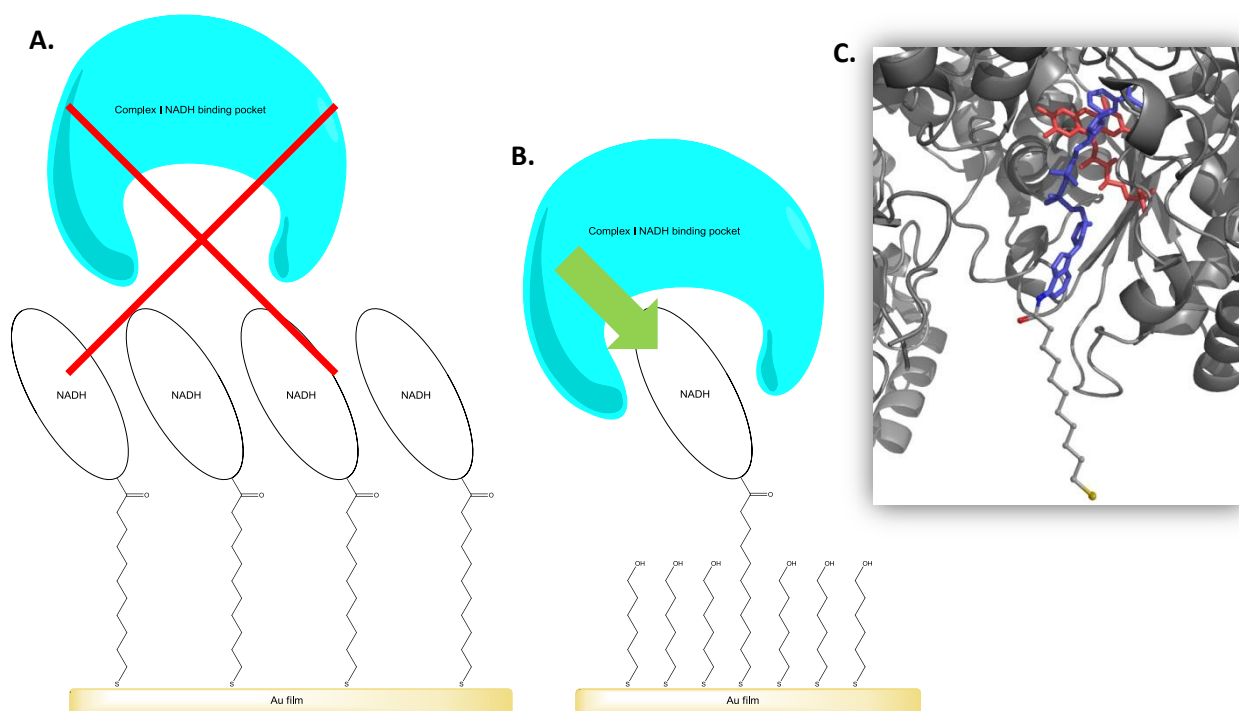 A.
Complex I NADH binding pocket
NADH
NADH
NADH
NADH
O
O
O
O
S
S
S
S
Au film
B.
Complex I NADH binding pocket
NADH
O
OH
OH
OH
OH
OH
OH
S
S
S
S
S
S
S
Au film
C.